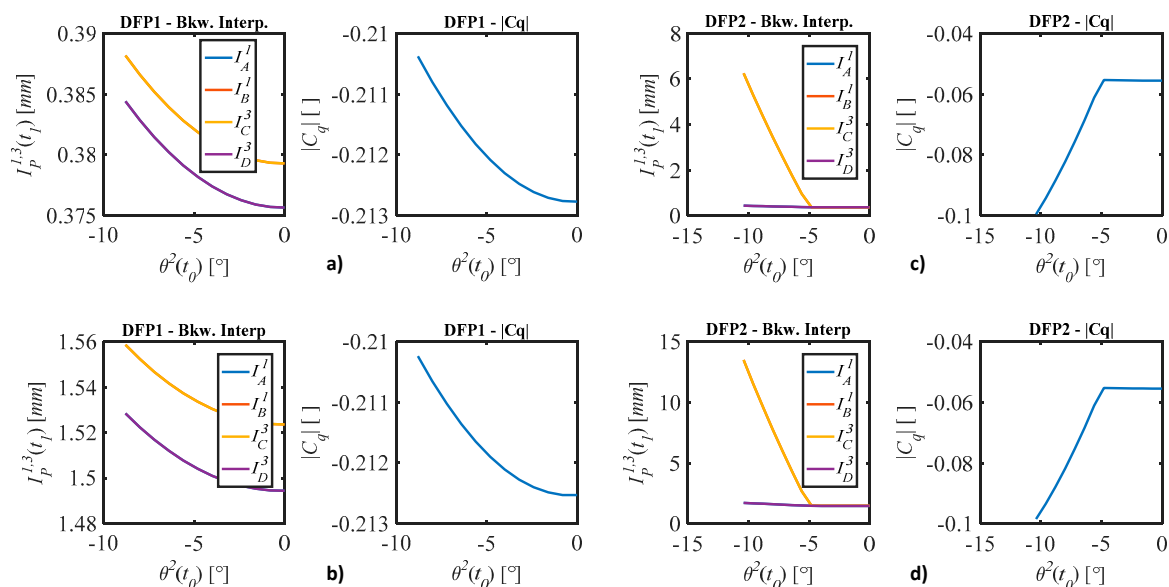 DFP1 - Bkw. Interp.
0.39
0.385
0.38
0.375
I_P^{1,3}(t_1) [mm]
I_A^1
I_B^1
I_C^3
I_D^3
-10 -5 0
θ^2(t_0) [°]
DFP1 - |Cq|
-0.21
-0.211
-0.212
-0.213
|C_q| [ ]
-10 -5 0
θ^2(t_0) [°]
a)
DFP2 - Bkw. Interp.
8
6
4
2
0
I_P^{1,3}(t_1) [mm]
I_A^1
I_B^1
I_C^3
I_D^3
-15 -10 -5 0
θ^2(t_0) [°]
DFP2 - |Cq|
-0.04
-0.06
-0.08
-0.1
|C_q| [ ]
-15 -10 -5 0
θ^2(t_0) [°]
c)
DFP1 - Bkw. Interp
1.56
1.54
1.52
1.5
1.48
I_P^{1,3}(t_1) [mm]
I_A^1
I_B^1
I_C^3
I_D^3
-10 -5 0
θ^2(t_0) [°]
DFP1 - |Cq|
-0.21
-0.211
-0.212
-0.213
|C_q| [ ]
-10 -5 0
θ^2(t_0) [°]
b)
DFP2 - Bkw. Interp
15
10
5
0
I_P^{1,3}(t_1) [mm]
I_A^1
I_B^1
I_C^3
I_D^3
-15 -10 -5 0
θ^2(t_0) [°]
DFP2 - |Cq|
-0.04
-0.06
-0.08
-0.1
|C_q| [ ]
-15 -10 -5 0
θ^2(t_0) [°]
d)